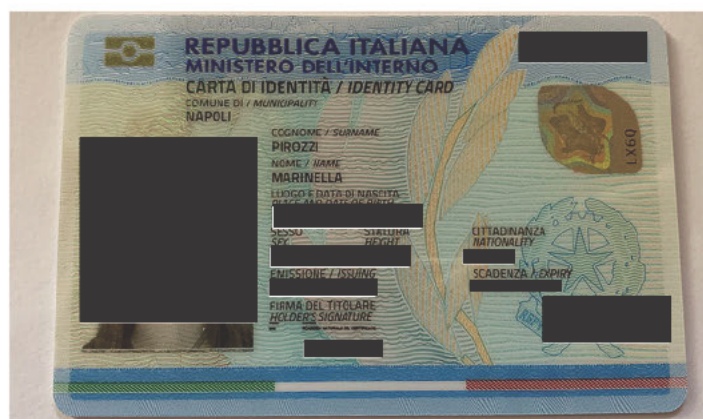 REPUBBLICA ITALIANA
MINISTERO DELL'INTERNO
CARTA DI IDENTITÀ / IDENTITY CARD
COMUNE DI / MUNICIPALITY
NAPOLI
COGNOME / SURNAME
PIROZZI
NOME / NAME
MARINELLA
LUOGO E DATA DI NASCITA
PLACE AND DATE OF BIRTH
SESSO STATURA CITTADINANZA
SEX HEIGHT NATIONALITY
EMISSIONE / ISSUING SCADENZA / EXPIRY
FIRMA DEL TITOLARE
HOLDER'S SIGNATURE
LX6Q